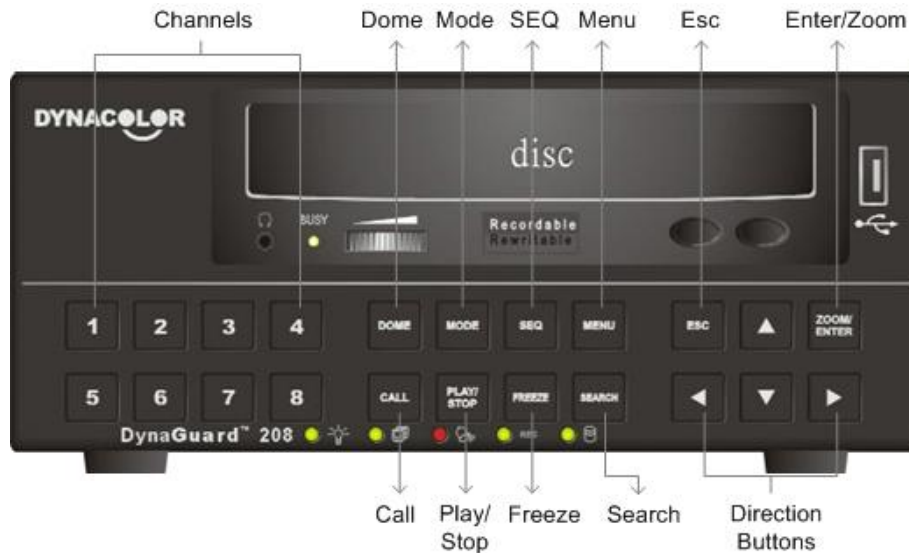 Channels Dome Mode SEQ Menu Esc Enter/Zoom
DYNACOLOR
disc
BUSY
Recordable
Rewritable
1 2 3 4 DOME MODE SEQ MENU ESC ZOOM/
ENTER
5 6 7 8 CALL PLAY/
STOP FREEZE SEARCH
DynaGuard™ 208 REC
Call Play/
Stop Freeze Search Direction
Buttons